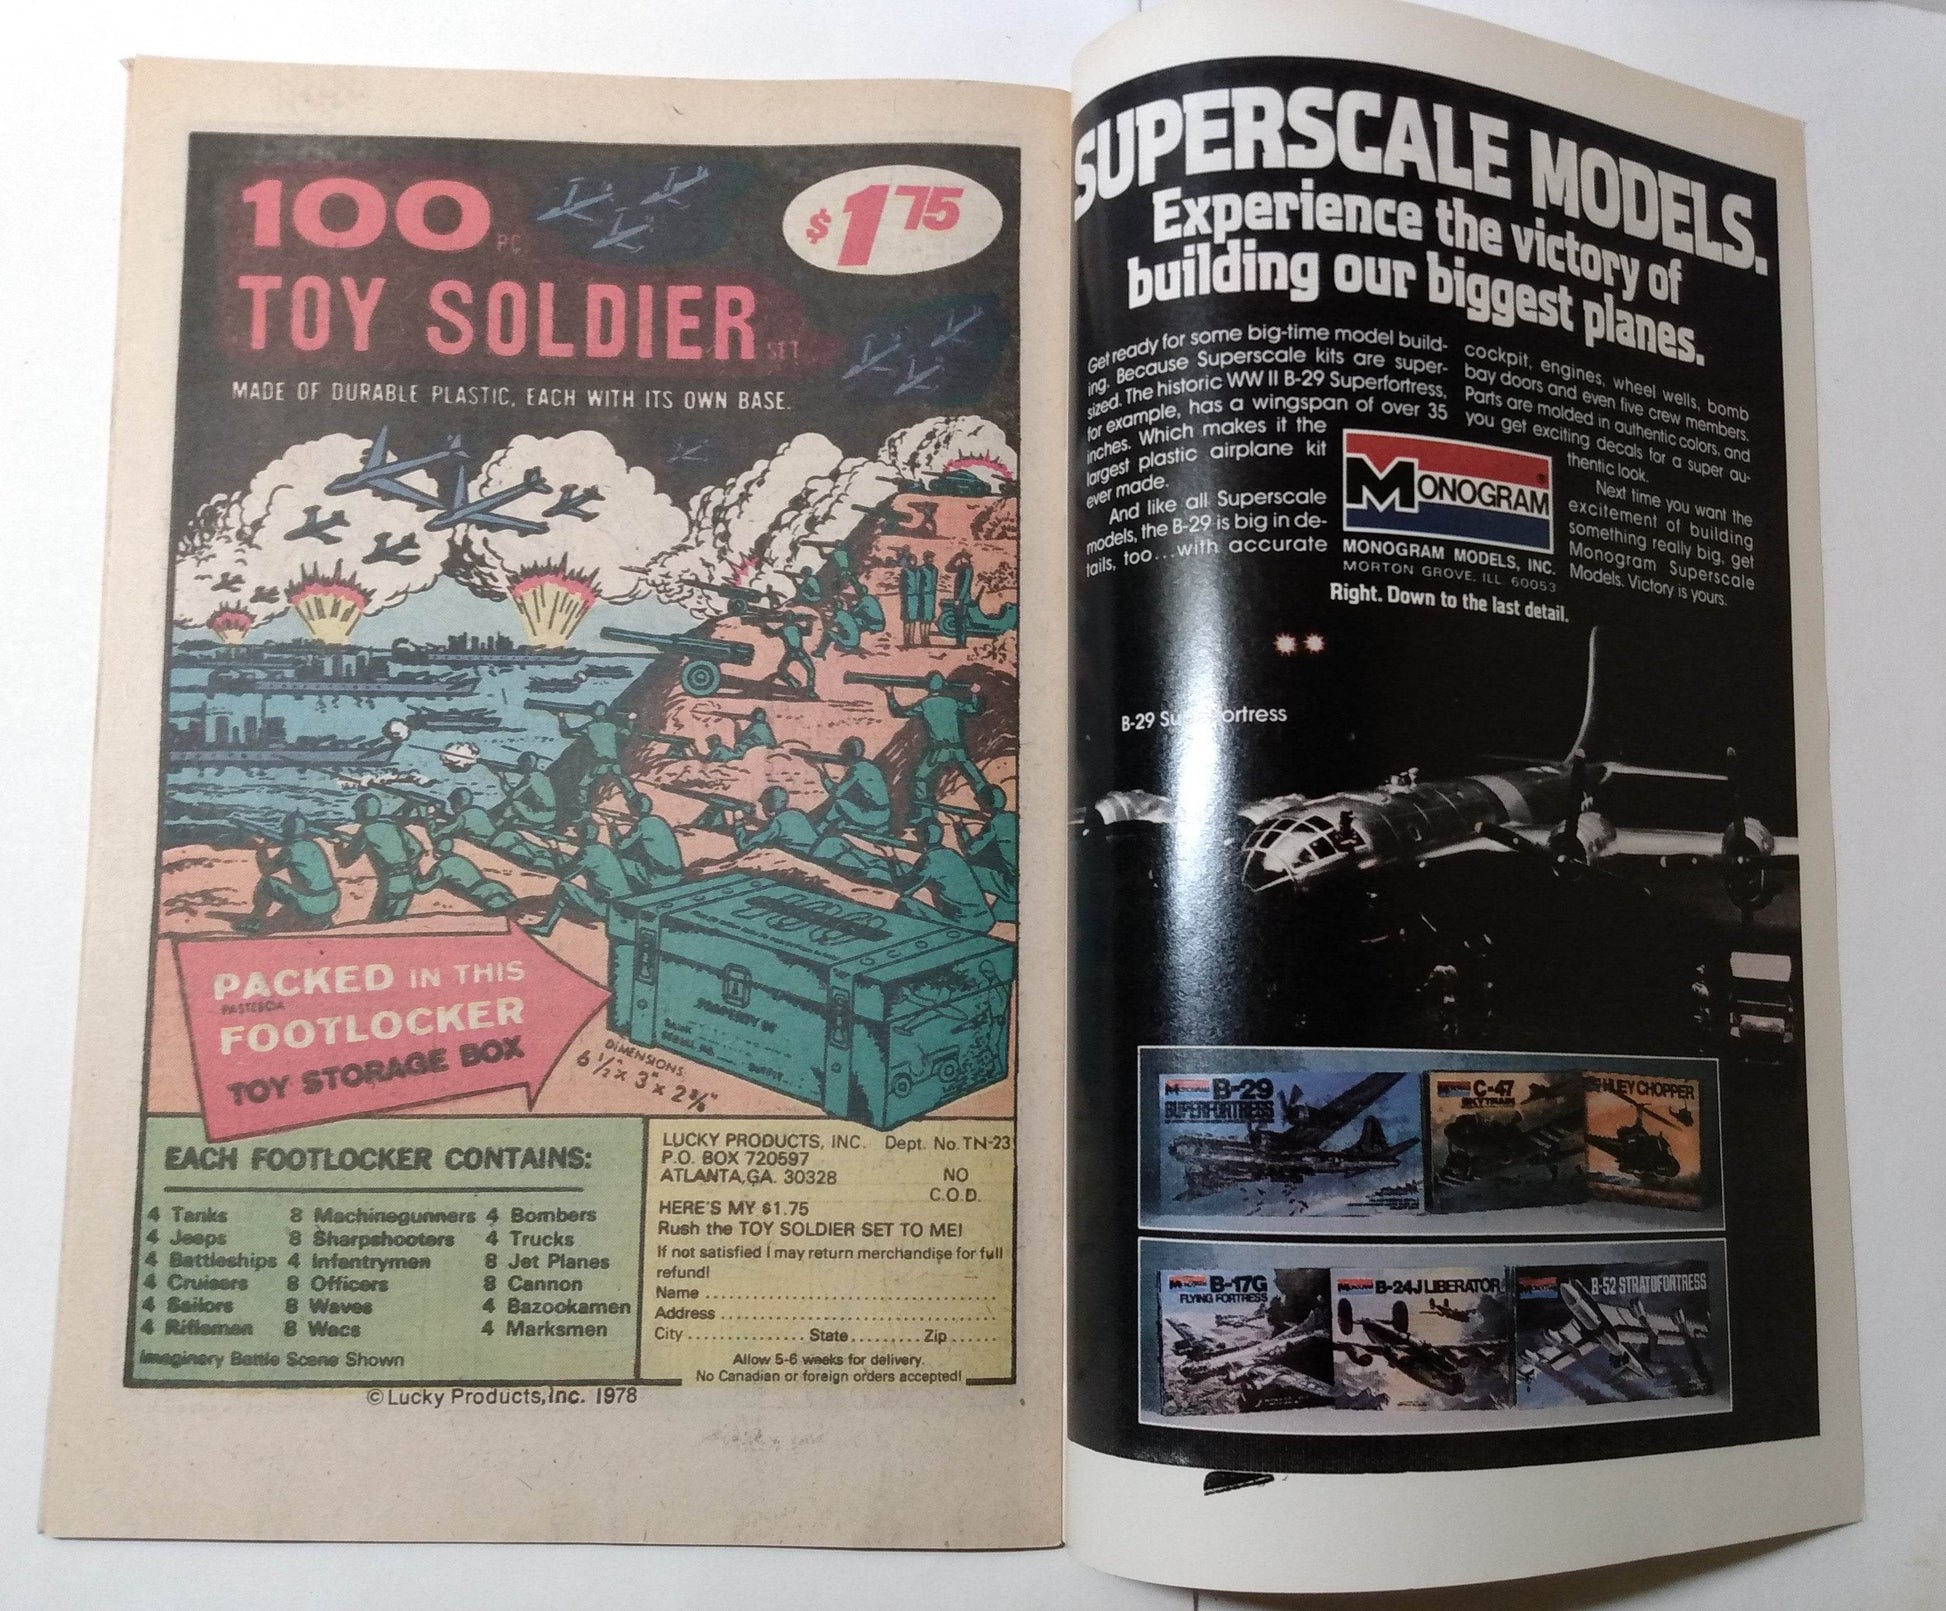 100 PC
TOY SOLDIER SET
$1 75
MADE OF DURABLE PLASTIC, EACH WITH ITS OWN BASE.
PACKED IN THIS
FOOTLOCKER
TOY STORAGE BOX
DIMENSIONS:
6 1/2" x 3" x 2 3/8"
100
PROPERTY OF
EACH FOOTLOCKER CONTAINS:
4 Tanks
4 Jeeps
4 Battleships
4 Cruisers
4 Sailors
4 Riflemen
8 Machinegunners
8 Sharpshooters
4 Infantrymen
8 Officers
8 Waves
8 Wacs
4 Bombers
4 Trucks
8 Jet Planes
8 Cannon
4 Bazookamen
4 Marksmen
Imaginary Battle Scene Shown
LUCKY PRODUCTS, INC. Dept. No. TN-23
P.O. BOX 720597
ATLANTA, GA. 30328
NO
C.O.D.
HERE'S MY $1.75
Rush the TOY SOLDIER SET TO ME!
If not satisfied I may return merchandise for full
refund!
Name
Address
City State Zip
Allow 5-6 weeks for delivery.
No Canadian or foreign orders accepted!
©Lucky Products, Inc. 1978
SUPERSCALE MODELS.
Experience the victory of
building our biggest planes.
Get ready for some big-time model build-
ing. Because Superscale kits are super-
sized. The historic WW II B-29 Superfortress,
for example, has a wingspan of over 35
inches. Which makes it the
largest plastic airplane kit
ever made.
And like all Superscale
models, the B-29 is big in de-
tails, too...with accurate
cockpit, engines, wheel wells, bomb
bay doors and even five crew members.
Parts are molded in authentic colors, and
you get exciting decals for a super au-
thentic look.
Next time you want the
excitement of building
something really big, get
Monogram Superscale
Models. Victory is yours.
MONOGRAM
MONOGRAM MODELS, INC.
MORTON GROVE, ILL. 60053
Right. Down to the last detail.
B-29 Superfortress
B-29
SUPERFORTRESS
C-47
SKYTRAIN
HUEY CHOPPER
B-17G
FLYING FORTRESS
B-24J LIBERATOR
B-52 STRATOFORTRESS